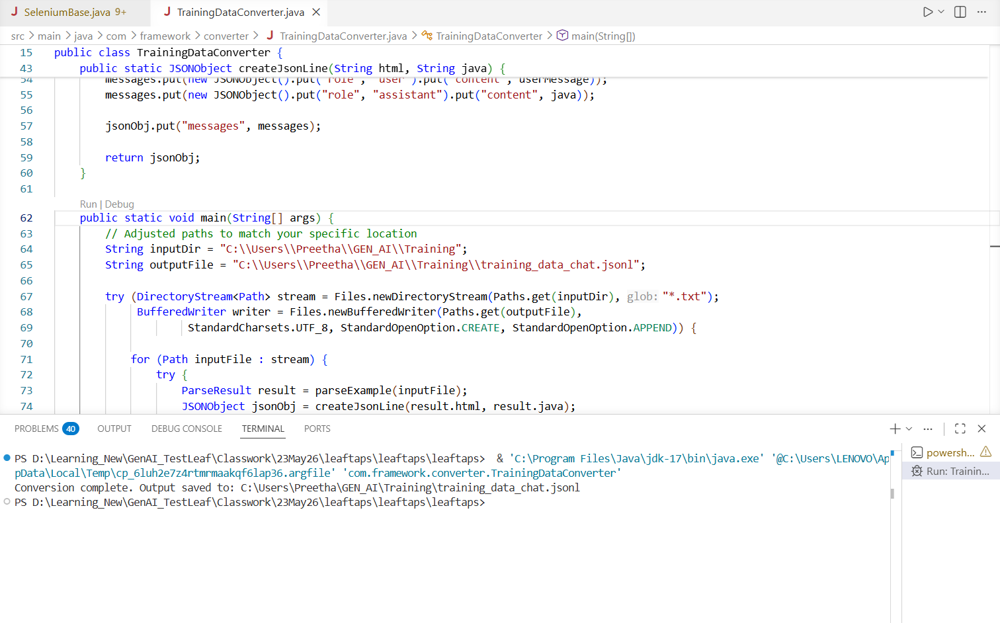 SeleniumBase.java 9+
TrainingDataConverter.java
src > main > java > com > framework > converter > TrainingDataConverter.java > TrainingDataConverter > main(String[])
15 public class TrainingDataConverter {
43 public static JSONObject createJsonLine(String html, String java) {
54 messages.put(new JSONObject().put("role", "user").put("content", userMessage));
55 messages.put(new JSONObject().put("role", "assistant").put("content", java));
56
57 jsonObj.put("messages", messages);
58
59 return jsonObj;
60 }
61
Run | Debug
62 public static void main(String[] args) {
63 // Adjusted paths to match your specific location
64 String inputDir = "C:\\Users\\Preetha\\GEN_AI\\Training";
65 String outputFile = "C:\\Users\\Preetha\\GEN_AI\\Training\\training_data_chat.jsonl";
66
67 try (DirectoryStream<Path> stream = Files.newDirectoryStream(Paths.get(inputDir), glob: "*.txt");
68 BufferedWriter writer = Files.newBufferedWriter(Paths.get(outputFile),
69 StandardCharsets.UTF_8, StandardOpenOption.CREATE, StandardOpenOption.APPEND)) {
70
71 for (Path inputFile : stream) {
72 try {
73 ParseResult result = parseExample(inputFile);
74 JSONObject jsonObj = createJsonLine(result.html, result.java);
PROBLEMS 40 OUTPUT DEBUG CONSOLE TERMINAL PORTS
PS D:\Learning_New\GenAI_TestLeaf\Classwork\23May26\leaftaps\leaftaps\leaftaps> & 'C:\Program Files\Java\jdk-17\bin\java.exe' '@C:\Users\LENOVO\Ap
pData\Local\Temp\cp_6luh2e7z4rtmrmaakqf6lap36.argfile' 'com.framework.converter.TrainingDataConverter'
Conversion complete. Output saved to: C:\Users\Preetha\GEN_AI\Training\training_data_chat.jsonl
PS D:\Learning_New\GenAI_TestLeaf\Classwork\23May26\leaftaps\leaftaps\leaftaps>
powersh...
Run: Trainin...